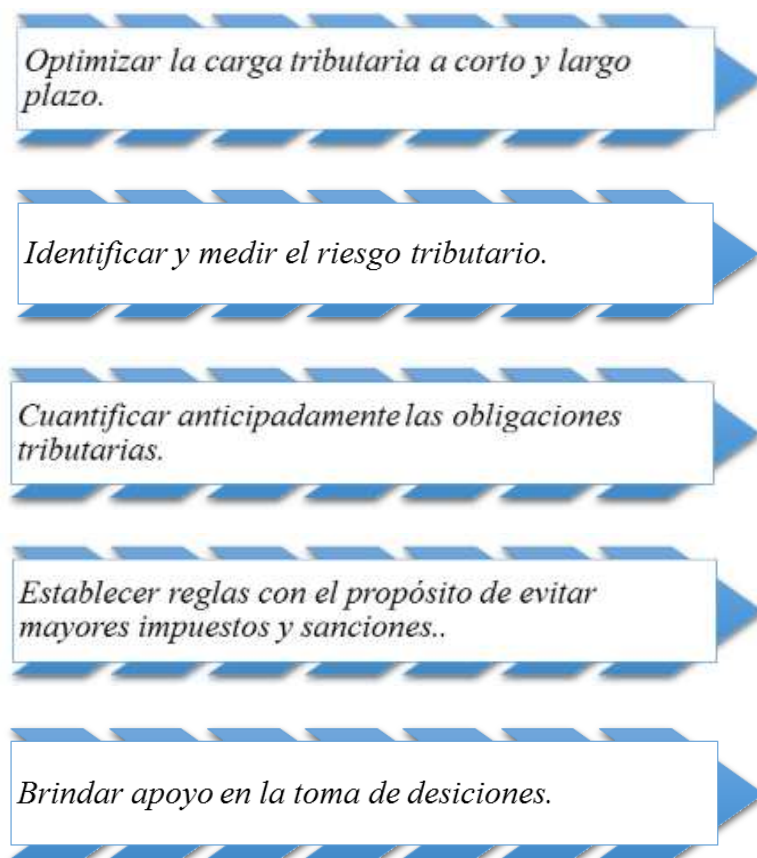 Optimizar la carga tributaria a corto y largo
plazo.
Identificar y medir el riesgo tributario.
Cuantificar anticipadamente las obligaciones
tributarias.
Establecer reglas con el propósito de evitar
mayores impuestos y sanciones..
Brindar apoyo en la toma de desiciones.